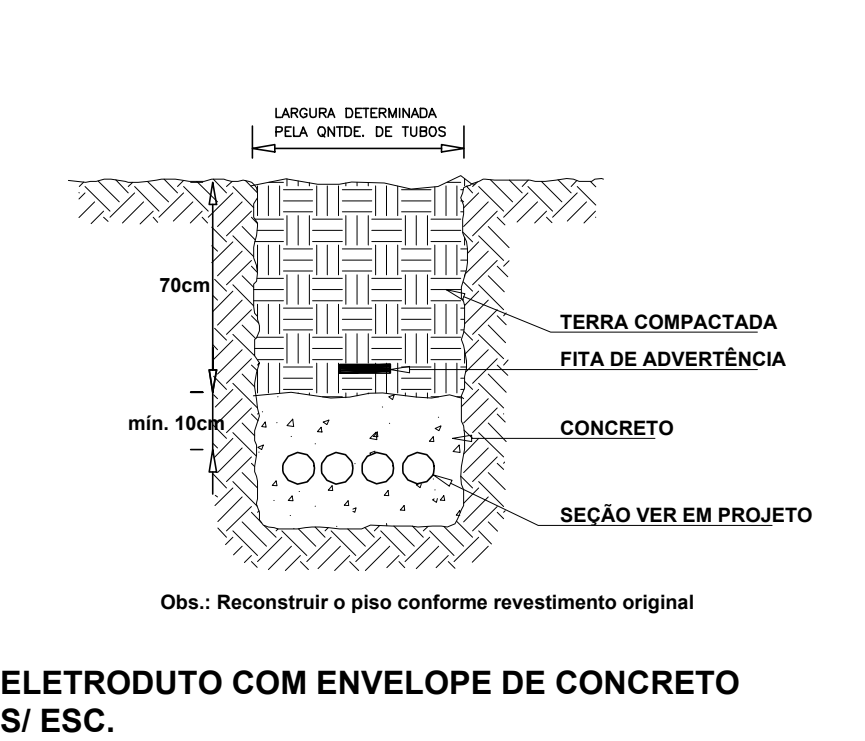 LARGURA DETERMINADA
PELA QNTDE. DE TUBOS
70cm
TERRA COMPACTADA
FITA DE ADVERTÊNCIA
mín. 10cm
CONCRETO
SEÇÃO VER EM PROJETO
Obs.: Reconstruir o piso conforme revestimento original
ELETRODUTO COM ENVELOPE DE CONCRETO
S/ ESC.